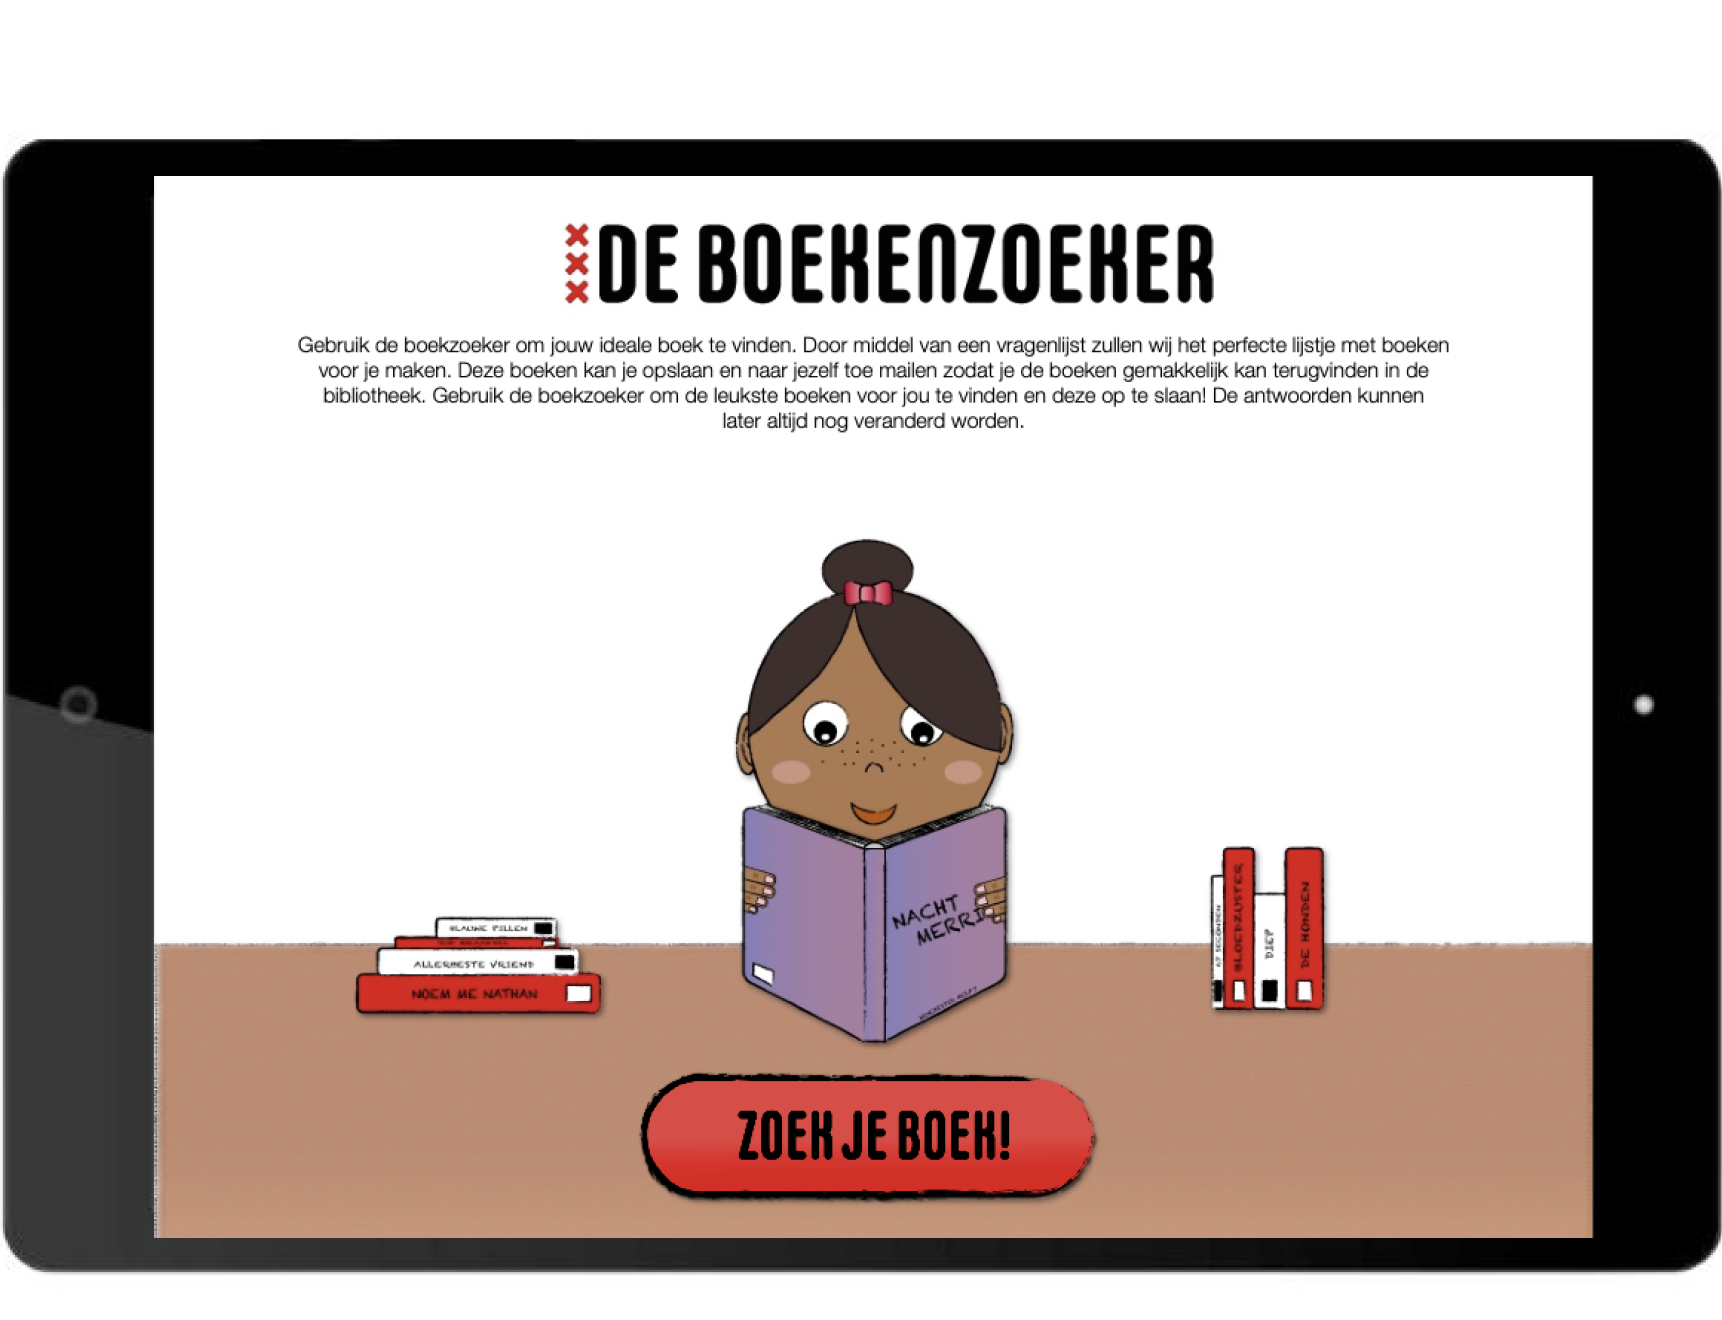 DE BOEKENZOEKER
Gebruik de boekzoeker om jouw ideale boek te vinden. Door middel van een vragenlijst zullen wij het perfecte lijstje met boeken
voor je maken. Deze boeken kan je opslaan en naar jezelf toe mailen zodat je de boeken gemakkelijk kan terugvinden in de
bibliotheek. Gebruik de boekzoeker om de leukste boeken voor jou te vinden en deze op te slaan! De antwoorden kunnen
later altijd nog veranderd worden.
NACHT
MERRI
BLAUWE PILLEN
ALLERBESTE VRIEND
NOEM ME NATHAN
SECONDEN
BLOEDZUSTER
DIEP
DE HONDEN
ZOEK JE BOEK!